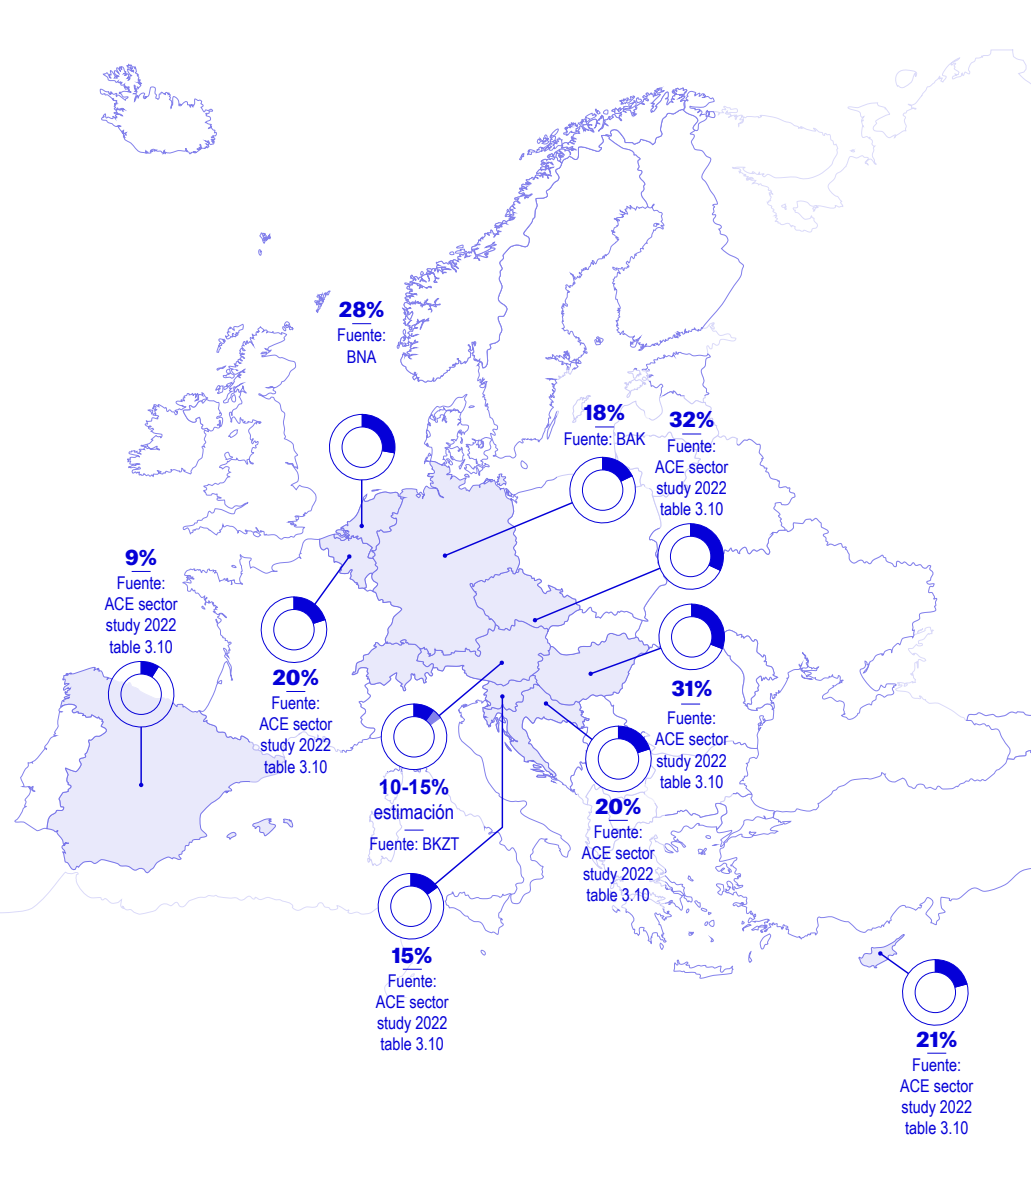 28%
Fuente:
BNA
18%
Fuente: BAK
32%
Fuente:
ACE sector
study 2022
table 3.10
9%
Fuente:
ACE sector
study 2022
table 3.10
20%
Fuente:
ACE sector
study 2022
table 3.10
31%
Fuente:
ACE sector
study 2022
table 3.10
10-15%
estimación
Fuente: BKZT
20%
Fuente:
ACE sector
study 2022
table 3.10
15%
Fuente:
ACE sector
study 2022
table 3.10
21%
Fuente:
ACE sector
study 2022
table 3.10